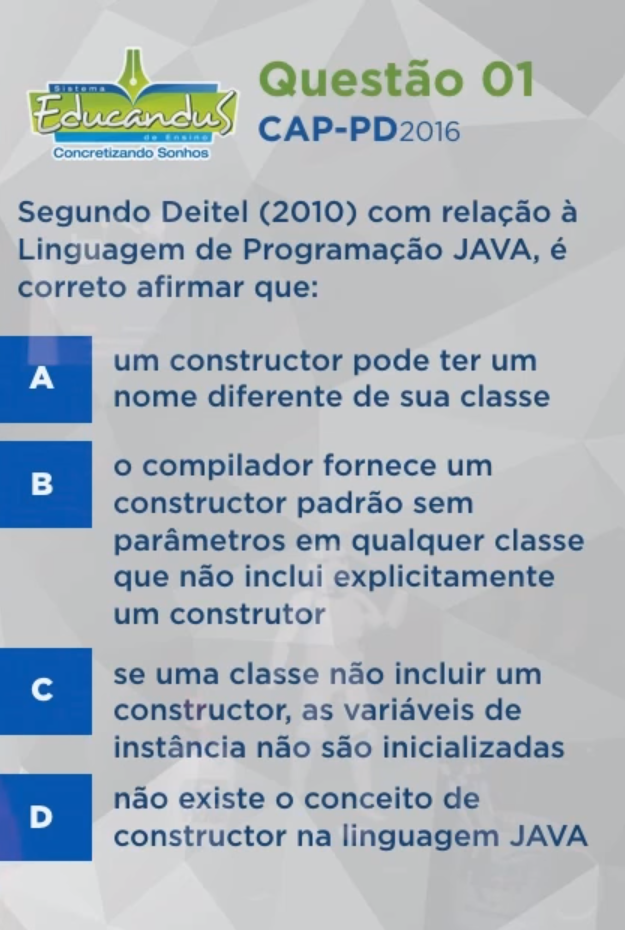 Sistema
Educandus
de Ensino
Concretizando Sonhos
Questão 01
CAP-PD2016
Segundo Deitel (2010) com relação à
Linguagem de Programação JAVA, é
correto afirmar que:
A
um constructor pode ter um
nome diferente de sua classe
B
o compilador fornece um
constructor padrão sem
parâmetros em qualquer classe
que não inclui explicitamente
um construtor
C
se uma classe não incluir um
constructor, as variáveis de
instância não são inicializadas
D
não existe o conceito de
constructor na linguagem JAVA